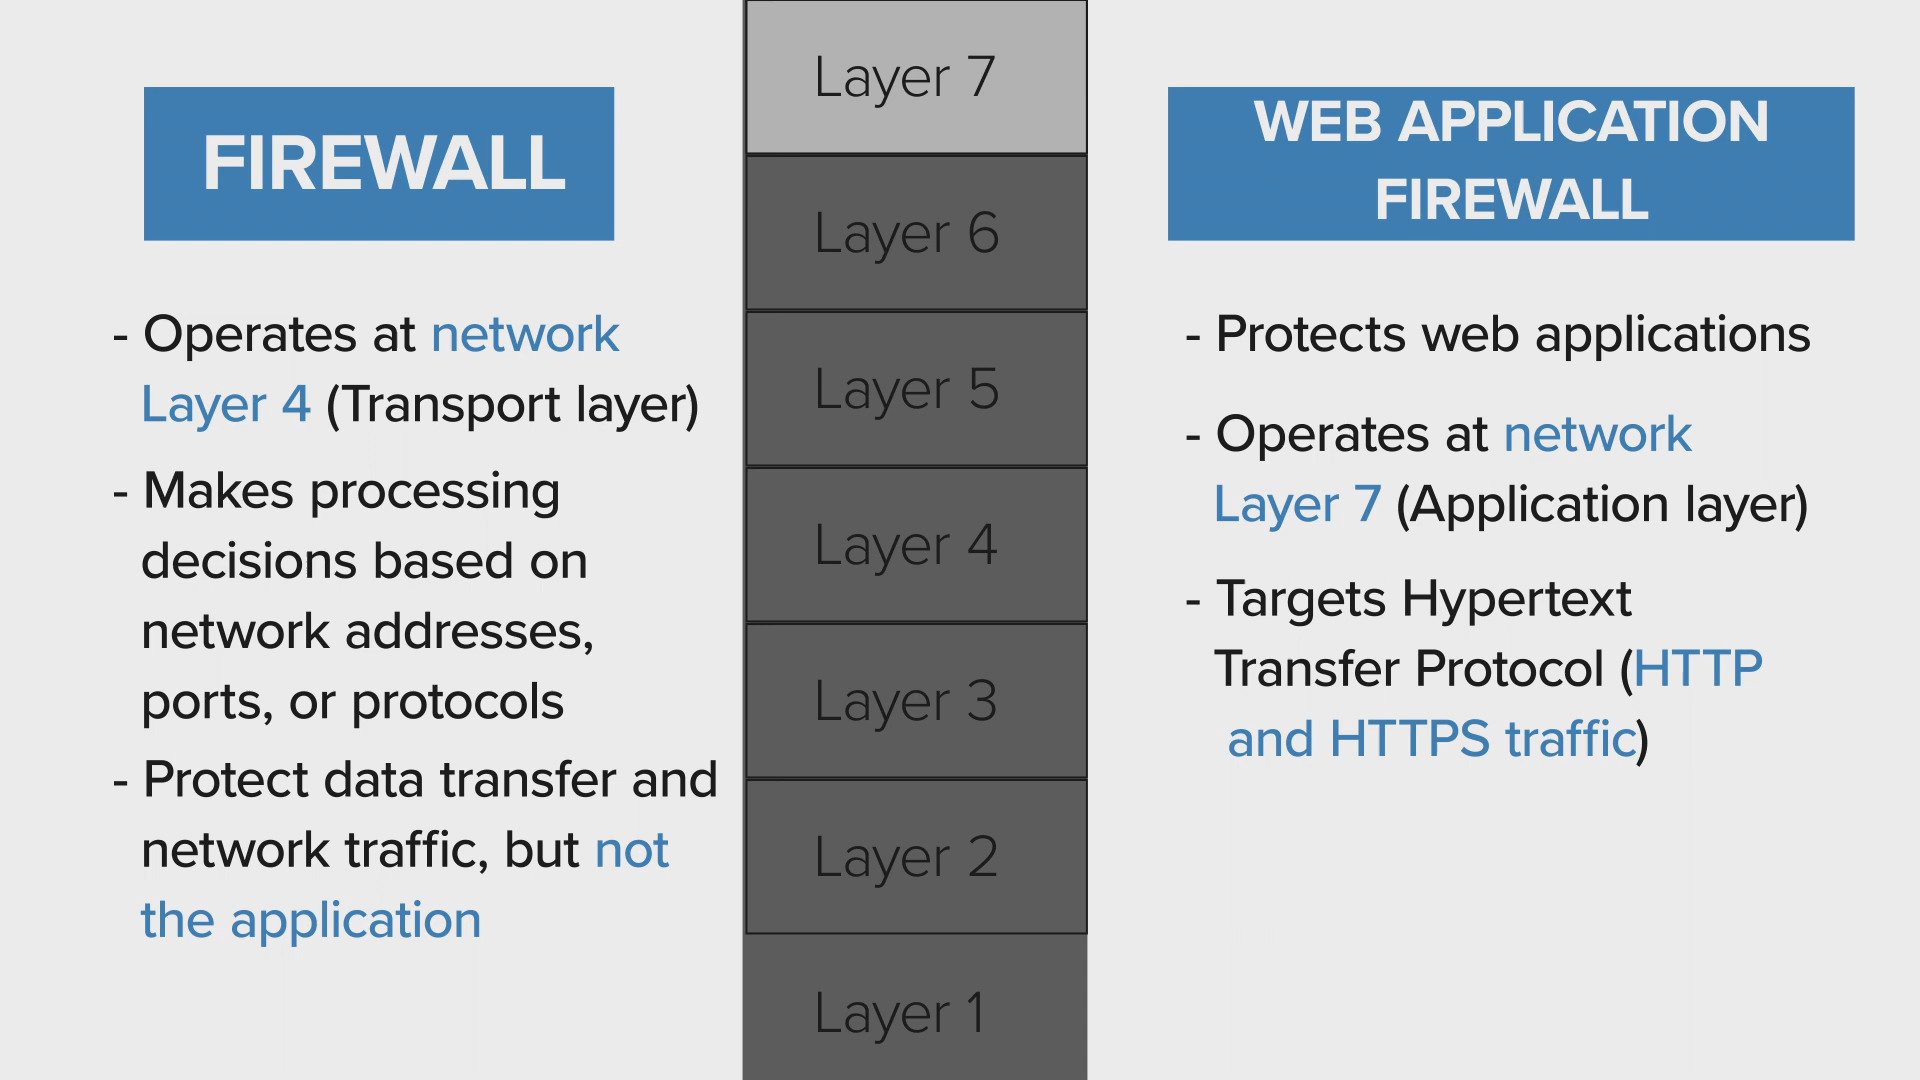 FIREWALL
- Operates at network
Layer 4 (Transport layer)
- Makes processing
decisions based on
network addresses,
ports, or protocols
- Protect data transfer and
network traffic, but not
the application
Layer 7
Layer 6
Layer 5
Layer 4
Layer 3
Layer 2
Layer 1
WEB APPLICATION
FIREWALL
- Protects web applications
- Operates at network
Layer 7 (Application layer)
- Targets Hypertext
Transfer Protocol (HTTP
and HTTPS traffic)